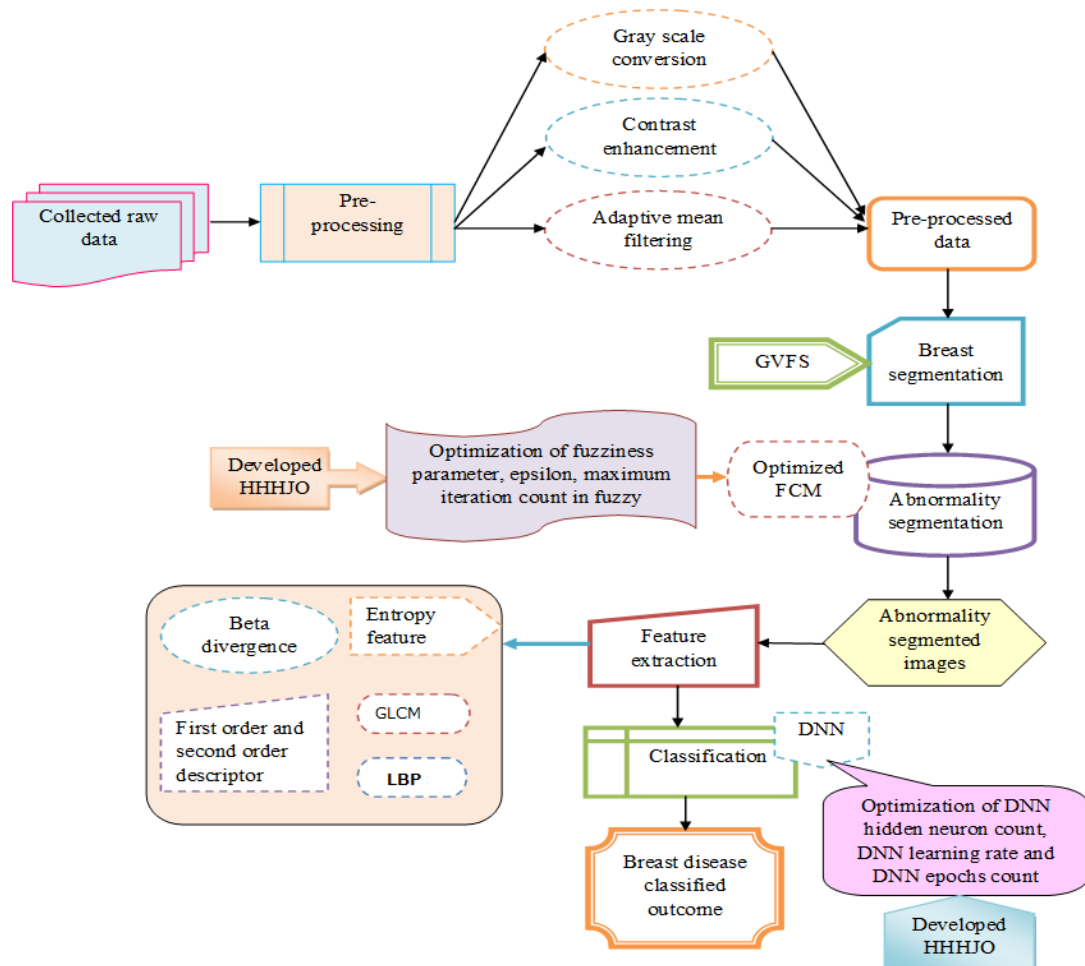 Gray scale
conversion
Contrast
enhancement
Collected raw
data
Pre-
processing
Adaptive mean
filtering
Pre-processed
data
GVFS
Breast
segmentation
Developed
HHHJO
Optimization of fuzziness
parameter, epsilon, maximum
iteration count in fuzzy
Optimized
FCM
Abnormality
segmentation
Beta
divergence
Entropy
feature
First order and
second order
descriptor
GLCM
LBP
Feature
extraction
Abnormality
segmented
images
Classification
DNN
Optimization of DNN
hidden neuron count,
DNN learning rate and
DNN epochs count
Breast disease
classified
outcome
Developed
HHHJO